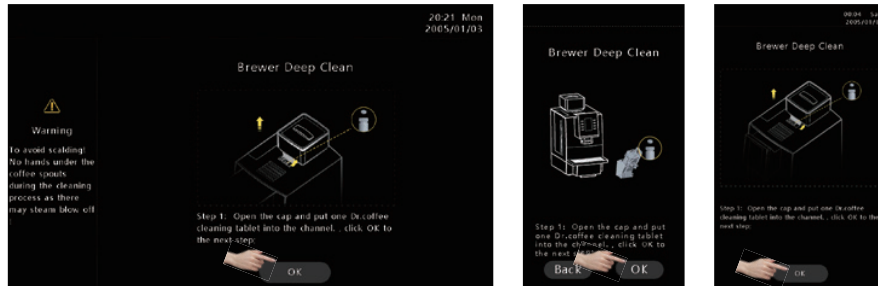 20:21 Mon
2005/01/03
Brewer Deep Clean
Warning
To avoid scalding!
No hands under the
coffee spouts
during the cleaning
process as there
may steam blow off
!
Step 1: Open the cap and put one Dr.coffee
cleaning tablet into the channel. , click OK to
the next step:
OK
Brewer Deep Clean
Step 1: Open the cap and put
one Dr.coffee cleaning tablet
into the channel. , click OK to
the next
Back OK
08:04
Brewer Deep Clean
Step 1: Open the cap and put one Dr.coffee
cleaning tablet into the channel. , click OK to the
next step:
OK